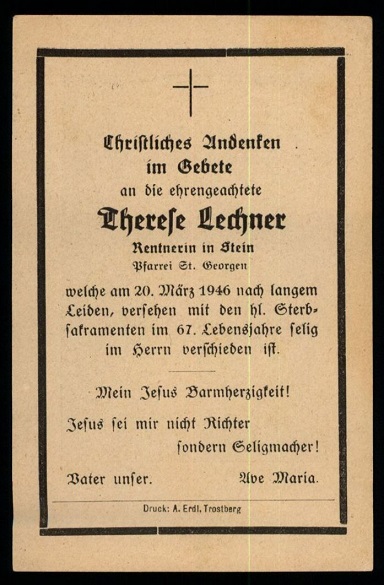 Christliches Andenken
im Gebete
an die ehrengeachtete
Therese Lechner
Rentnerin in Stein
Pfarrei St. Georgen
welche am 20. März 1946 nach langem
Leiden, versehen mit den hl. Sterb-
sakramenten im 67. Lebensjahre selig
im Herrn verschieden ist.
Mein Jesus Barmherzigkeit!
Jesus sei mir nicht Richter
sondern Seligmacher!
Vater unser. Ave Maria.
Druck: A. Erdl, Trostberg